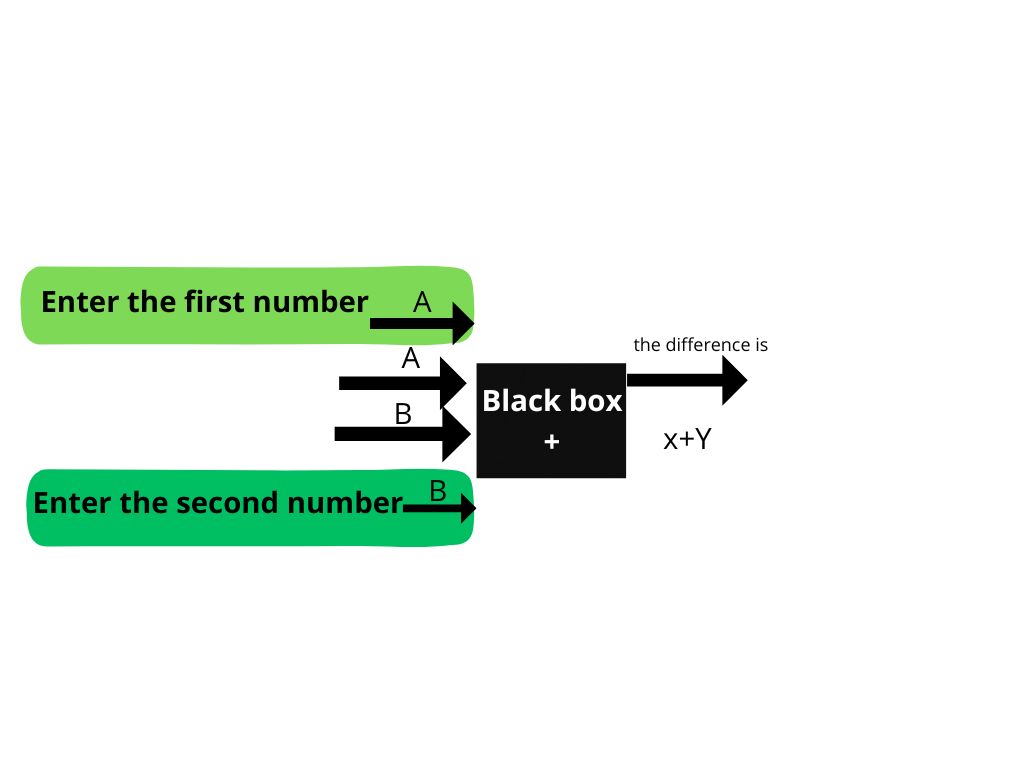 Enter the first number
A
A
B
Black box
+
the difference is
x+Y
Enter the second number
B